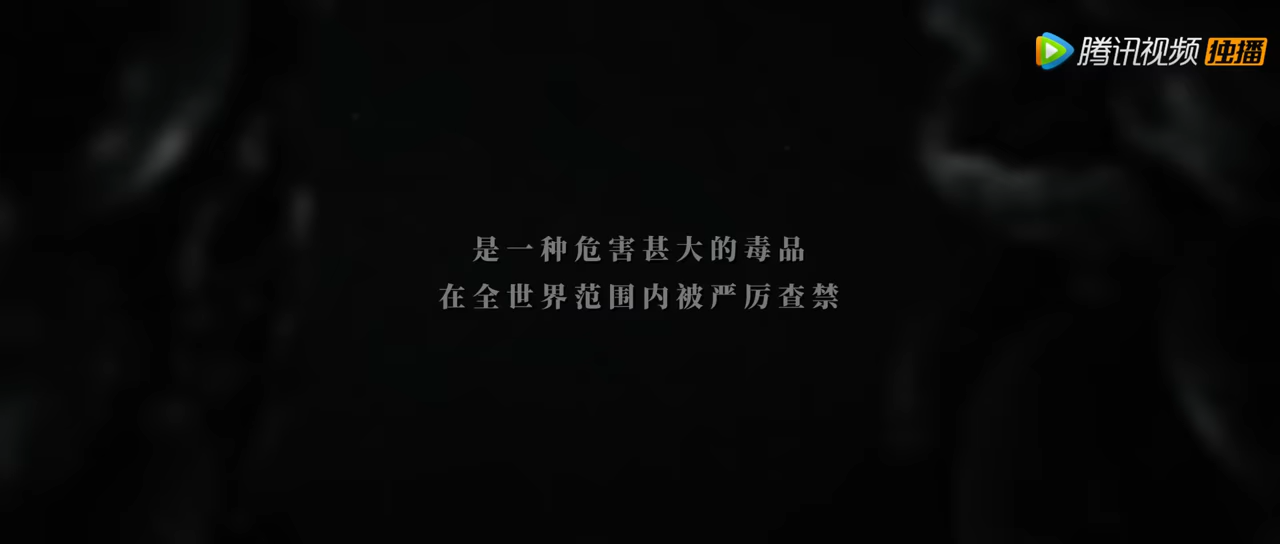 腾讯视频 独播
是一种危害甚大的毒品
在全世界范围内被严厉查禁